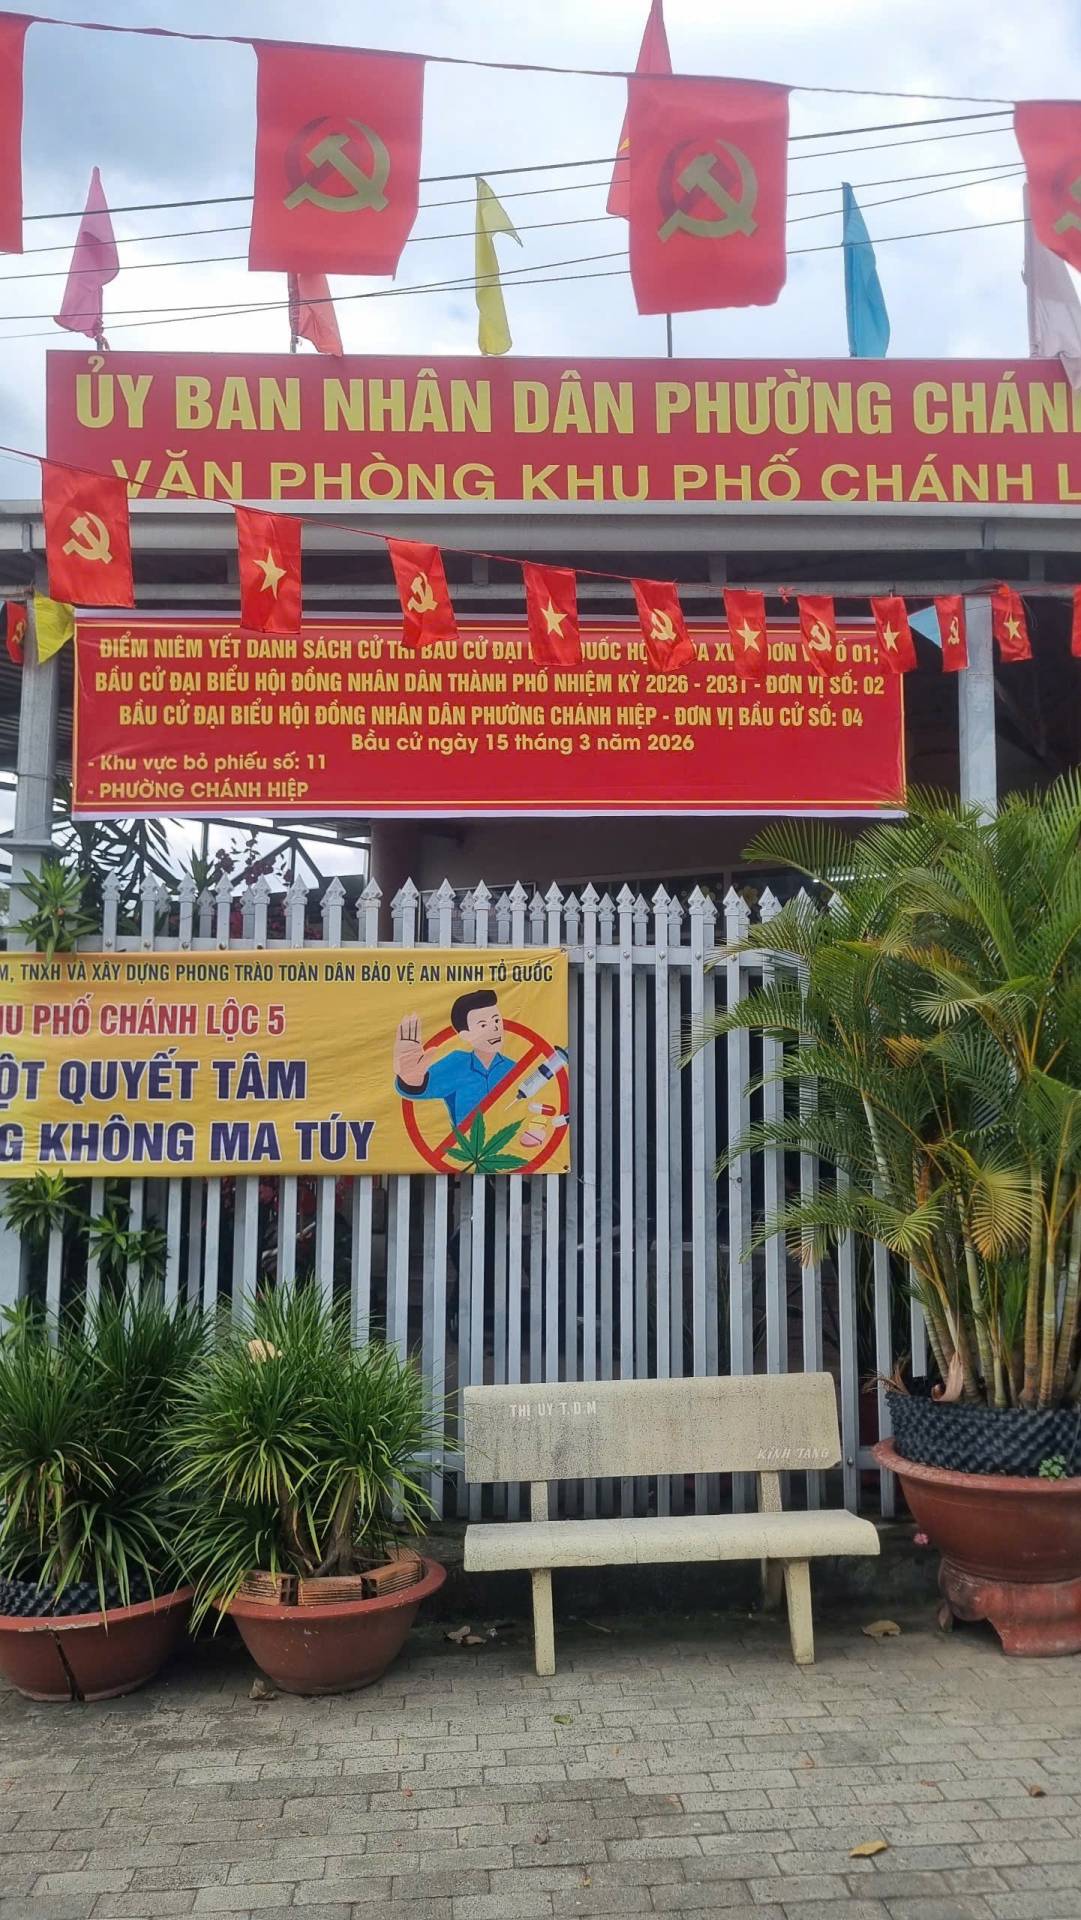 ỦY BAN NHÂN DÂN PHƯỜNG CHÁNH
VĂN PHÒNG KHU PHỐ CHÁNH L
ĐIỂM NIÊM YẾT DANH SÁCH CỬ TRI BẦU CỬ ĐẠI QUỐC 01;
BẦU CỬ ĐẠI BIỂU HỘI ĐỒNG NHÂN DÂN THÀNH PHỐ NHIỆM KỲ 2026 - 2031 - ĐƠN VỊ SỐ: 02
BẦU CỬ ĐẠI BIỂU HỘI ĐỒNG NHÂN DÂN PHƯỜNG CHÁNH HIỆP - ĐƠN VỊ BẦU CỬ SỐ: 04
Bầu cử ngày 15 tháng 3 năm 2026
- Khu vực bỏ phiếu số: 11
- PHƯỜNG CHÁNH HIỆP
M, TNXH VÀ XÂY DỰNG PHONG TRÀO TOÀN DÂN BẢO VỆ AN NINH TỔ QUỐC
HU PHỐ CHÁNH LỘC 5
ỘT QUYẾT TÂM
G KHÔNG MA TÚY
THỊ UY T.D.M
KÍNH TẶNG